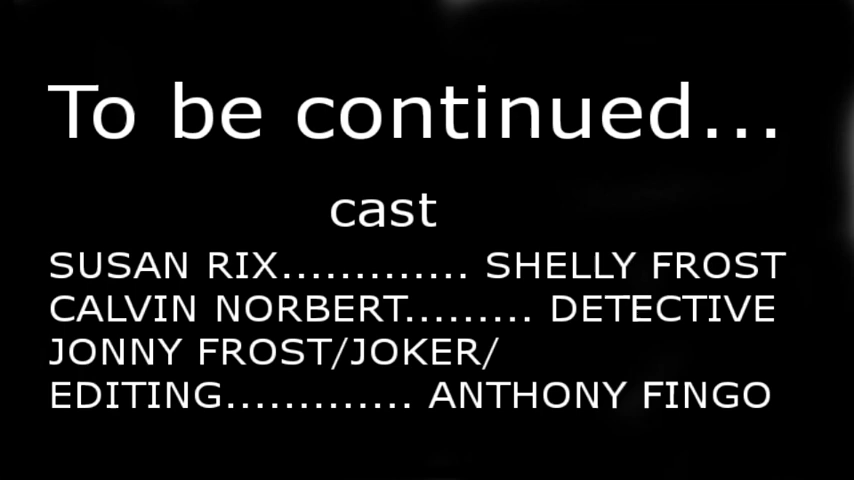 To be continued...
cast
SUSAN RIX............. SHELLY FROST
CALVIN NORBERT......... DETECTIVE
JONNY FROST/JOKER/
EDITING............. ANTHONY FINGO